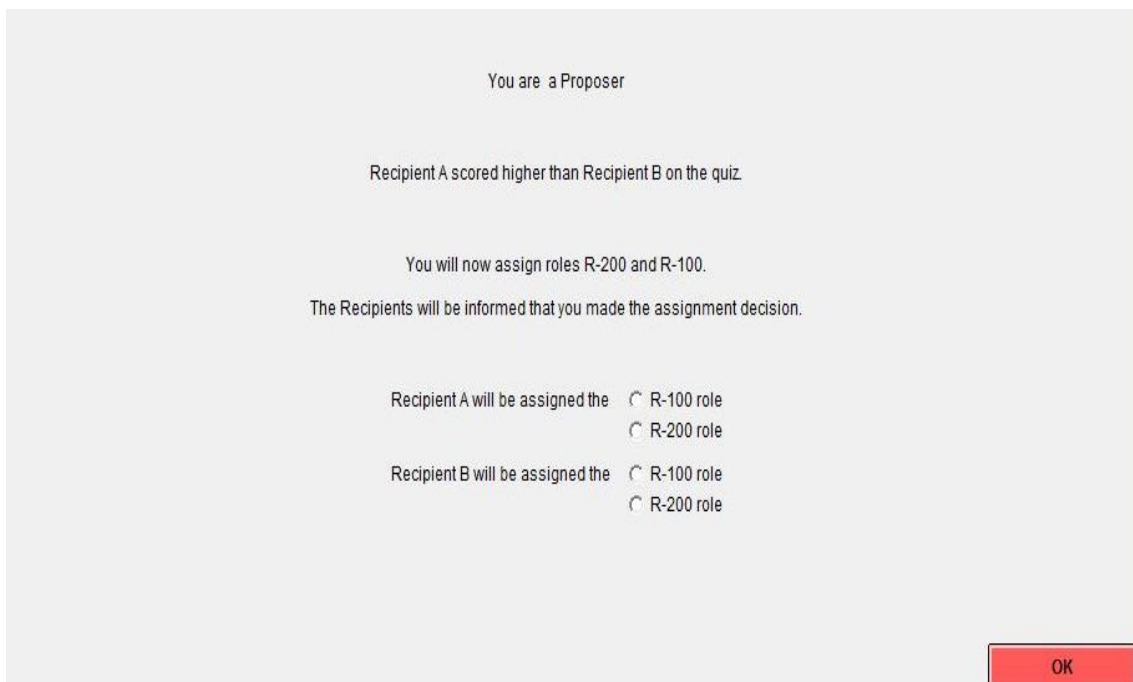 You are a Proposer
Recipient A scored higher than Recipient B on the quiz.
You will now assign roles R-200 and R-100.
The Recipients will be informed that you made the assignment decision.
Recipient A will be assigned the R-100 role
R-200 role
Recipient B will be assigned the R-100 role
R-200 role
OK